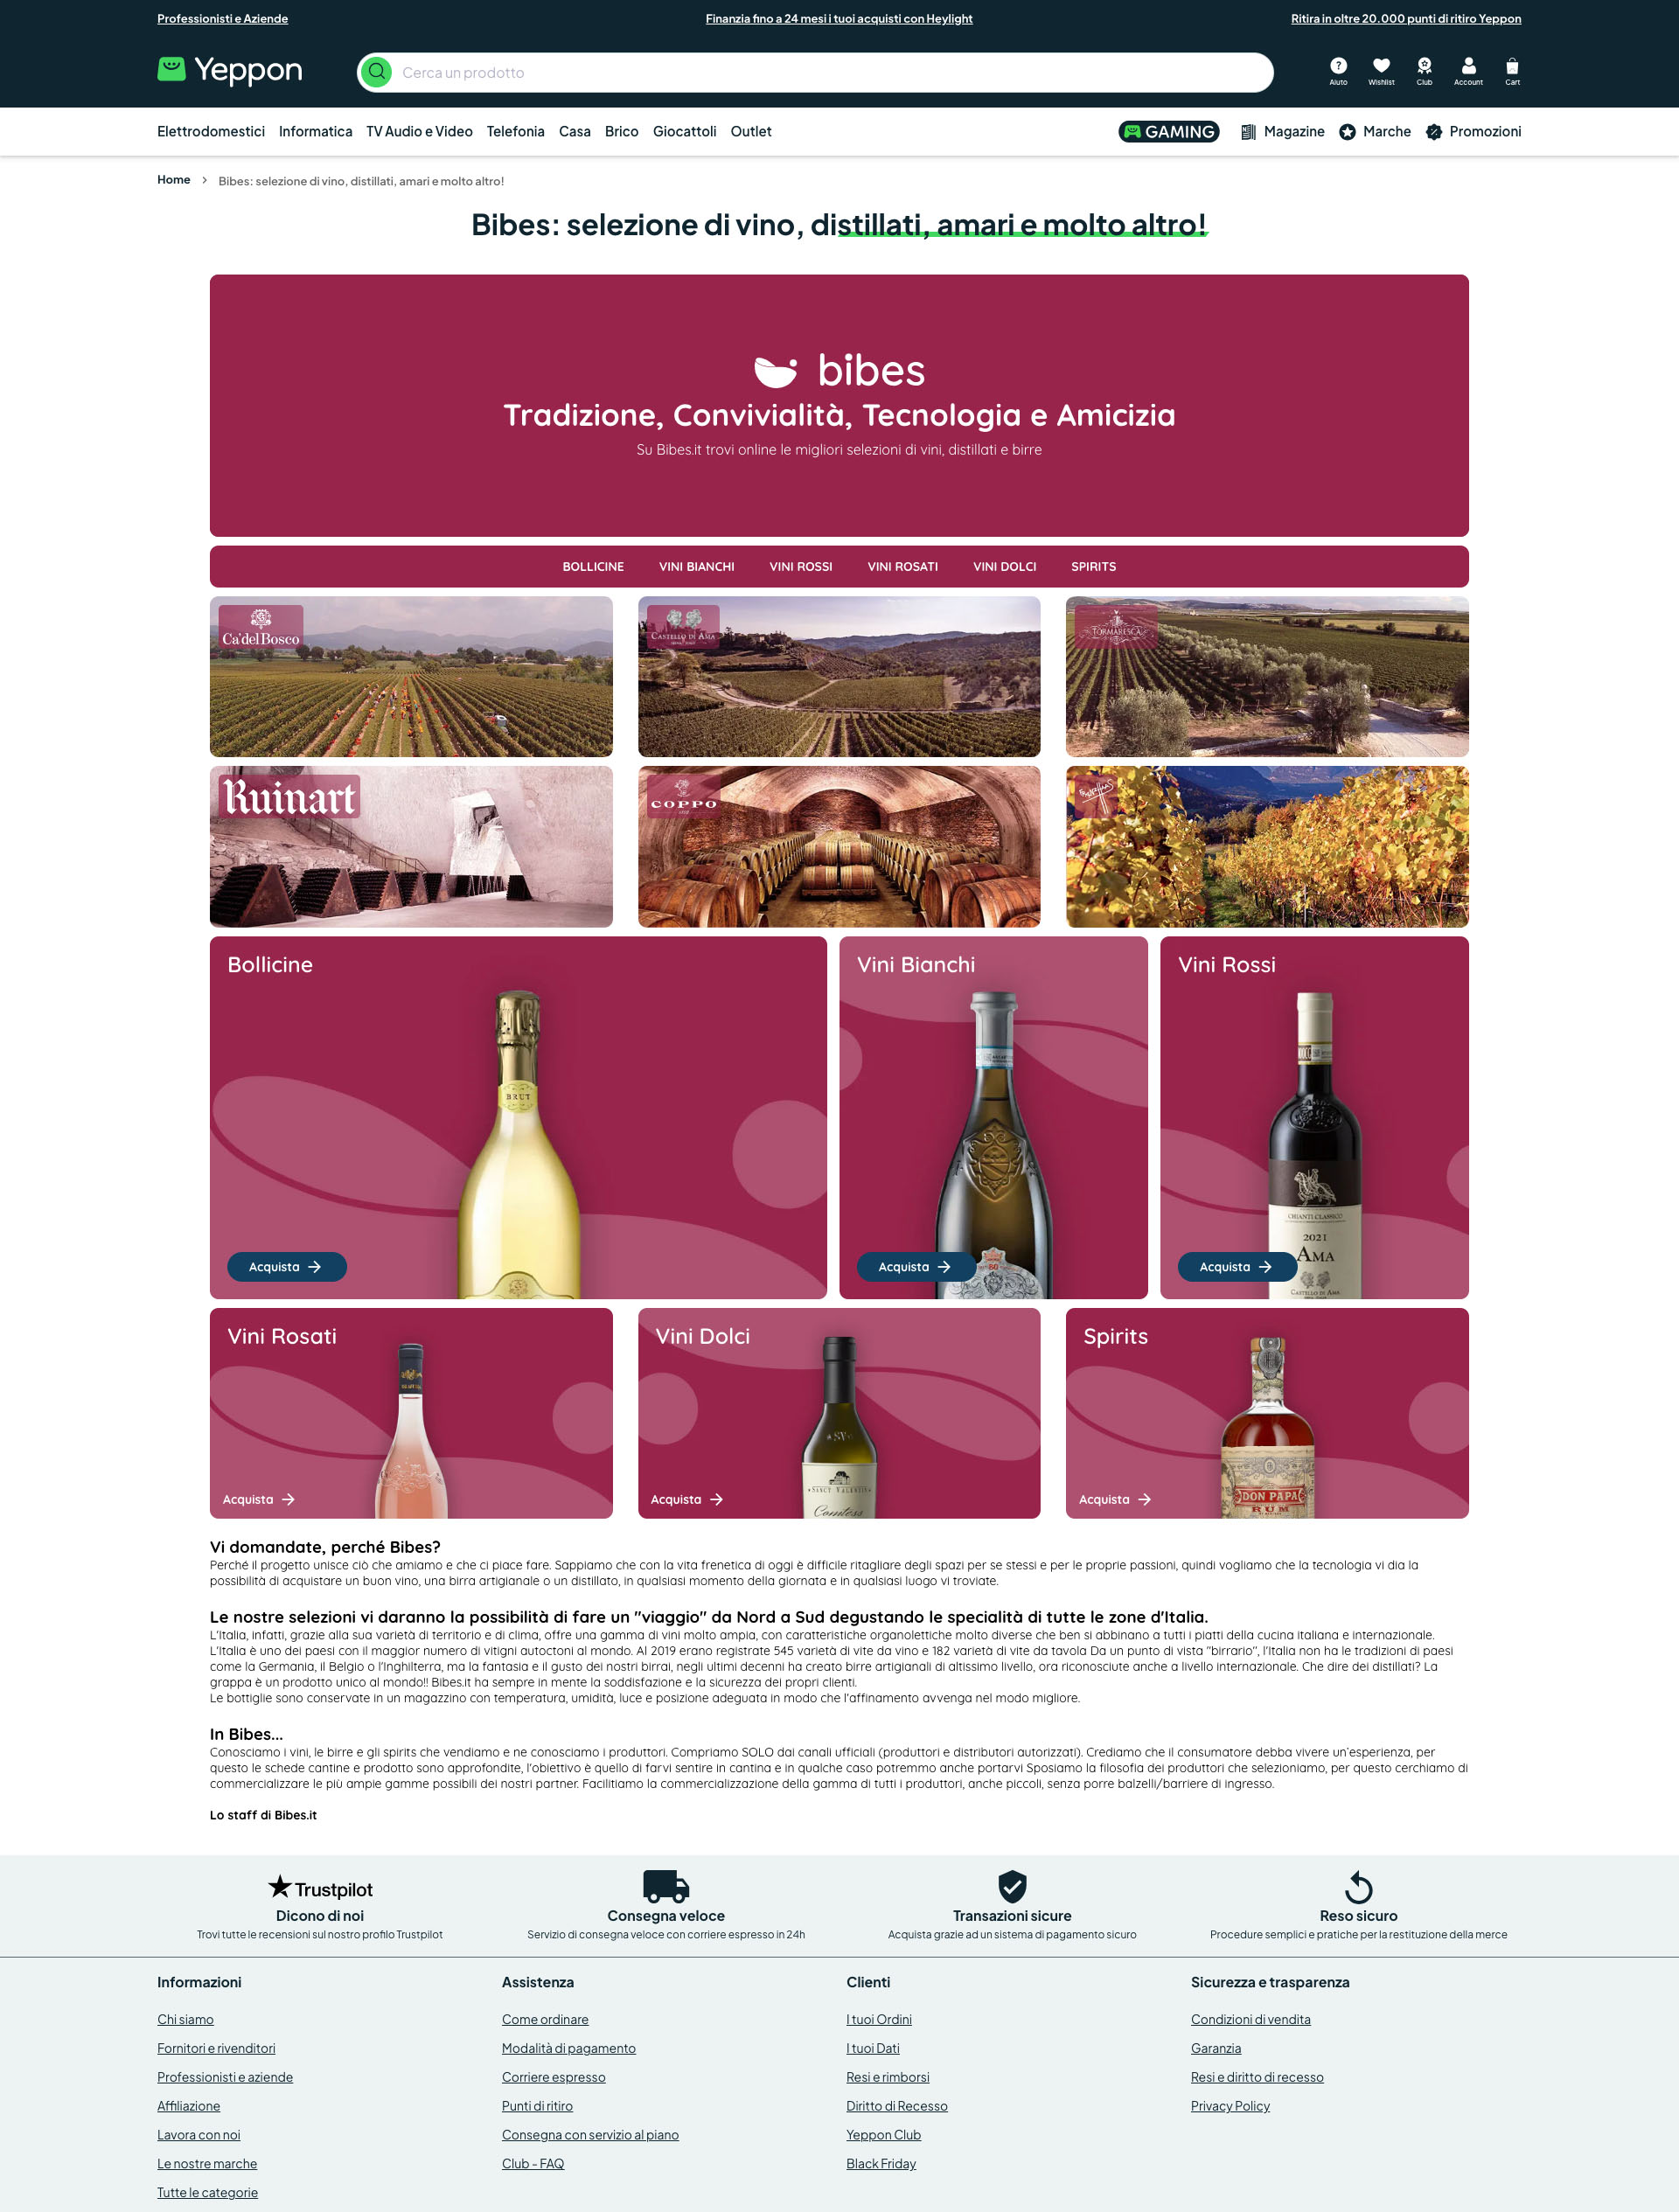 Professionisti e Aziende
Finanzia fino a 24 mesi i tuoi acquisti con Heylight
Ritira in oltre 20.000 punti di ritiro Yeppon
Yeppon
Cerca un prodotto
Aiuto
Wishlist
Club
Account
Cart
Elettrodomestici
Informatica
TV Audio e Video
Telefonia
Casa
Brico
Giocattoli
Outlet
GAMING
Magazine
Marche
Promozioni
Home
Bibes: selezione di vino, distillati, amari e molto altro!
Bibes: selezione di vino, distillati, amari e molto altro!
bibes
Tradizione, Convivialità, Tecnologia e Amicizia
Su Bibes.it trovi online le migliori selezioni di vini, distillati e birre
BOLLICINE
VINI BIANCHI
VINI ROSSI
VINI ROSATI
VINI DOLCI
SPIRITS
Ca'del Bosco
CASTELLO DI AMA
TORMARESCA
Ruinart
COPPO
Bollicine
BRUT
Acquista
Vini Bianchi
Acquista
Vini Rossi
CHIANTI CLASSICO
2021
AMA
CASTELLO DI AMA
Acquista
Vini Rosati
Acquista
Vini Dolci
SV
SANCT VALENTIN
Comtess
Acquista
Spirits
DON PAPA
RUM
Acquista
Vi domandate, perché Bibes?
Perché il progetto unisce ciò che amiamo e che ci piace fare. Sappiamo che con la vita frenetica di oggi è difficile ritagliare degli spazi per se stessi e per le proprie passioni, quindi vogliamo che la tecnologia vi dia la
possibilità di acquistare un buon vino, una birra artigianale o un distillato, in qualsiasi momento della giornata e in qualsiasi luogo vi troviate.
Le nostre selezioni vi daranno la possibilità di fare un "viaggio" da Nord a Sud degustando le specialità di tutte le zone d'Italia.
L'Italia, infatti, grazie alla sua varietà di territorio e di clima, offre una gamma di vini molto ampia, con caratteristiche organolettiche molto diverse che ben si abbinano a tutti i piatti della cucina italiana e internazionale.
L'Italia è uno dei paesi con il maggior numero di vitigni autoctoni al mondo. Al 2019 erano registrate 545 varietà di vite da vino e 182 varietà di vite da tavola Da un punto di vista "birrario", l'Italia non ha le tradizioni di paesi
come la Germania, il Belgio o l'Inghilterra, ma la fantasia e il gusto dei nostri birrai, negli ultimi decenni ha creato birre artigianali di altissimo livello, ora riconosciute anche a livello internazionale. Che dire dei distillati? La
grappa è un prodotto unico al mondo!! Bibes.it ha sempre in mente la soddisfazione e la sicurezza dei propri clienti.
Le bottiglie sono conservate in un magazzino con temperatura, umidità, luce e posizione adeguata in modo che l'affinamento avvenga nel modo migliore.
In Bibes...
Conosciamo i vini, le birre e gli spirits che vendiamo e ne conosciamo i produttori. Compriamo SOLO dai canali ufficiali (produttori e distributori autorizzati). Crediamo che il consumatore debba vivere un'esperienza, per
questo le schede cantine e prodotto sono approfondite, l'obiettivo è quello di farvi sentire in cantina e in qualche caso potremmo anche portarvi Sposiamo la filosofia dei produttori che selezioniamo, per questo cerchiamo di
commercializzare le più ampie gamme possibili dei nostri partner. Facilitiamo la commercializzazione della gamma di tutti i produttori, anche piccoli, senza porre balzelli/barriere di ingresso.
Lo staff di Bibes.it
Trustpilot
Dicono di noi
Trovi tutte le recensioni sul nostro profilo Trustpilot
Consegna veloce
Servizio di consegna veloce con corriere espresso in 24h
Transazioni sicure
Acquista grazie ad un sistema di pagamento sicuro
Reso sicuro
Procedure semplici e pratiche per la restituzione della merce
Informazioni
Chi siamo
Fornitori e rivenditori
Professionisti e aziende
Affiliazione
Lavora con noi
Le nostre marche
Tutte le categorie
Assistenza
Come ordinare
Modalità di pagamento
Corriere espresso
Punti di ritiro
Consegna con servizio al piano
Club - FAQ
Clienti
I tuoi Ordini
I tuoi Dati
Resi e rimborsi
Diritto di Recesso
Yeppon Club
Black Friday
Sicurezza e trasparenza
Condizioni di vendita
Garanzia
Resi e diritto di recesso
Privacy Policy